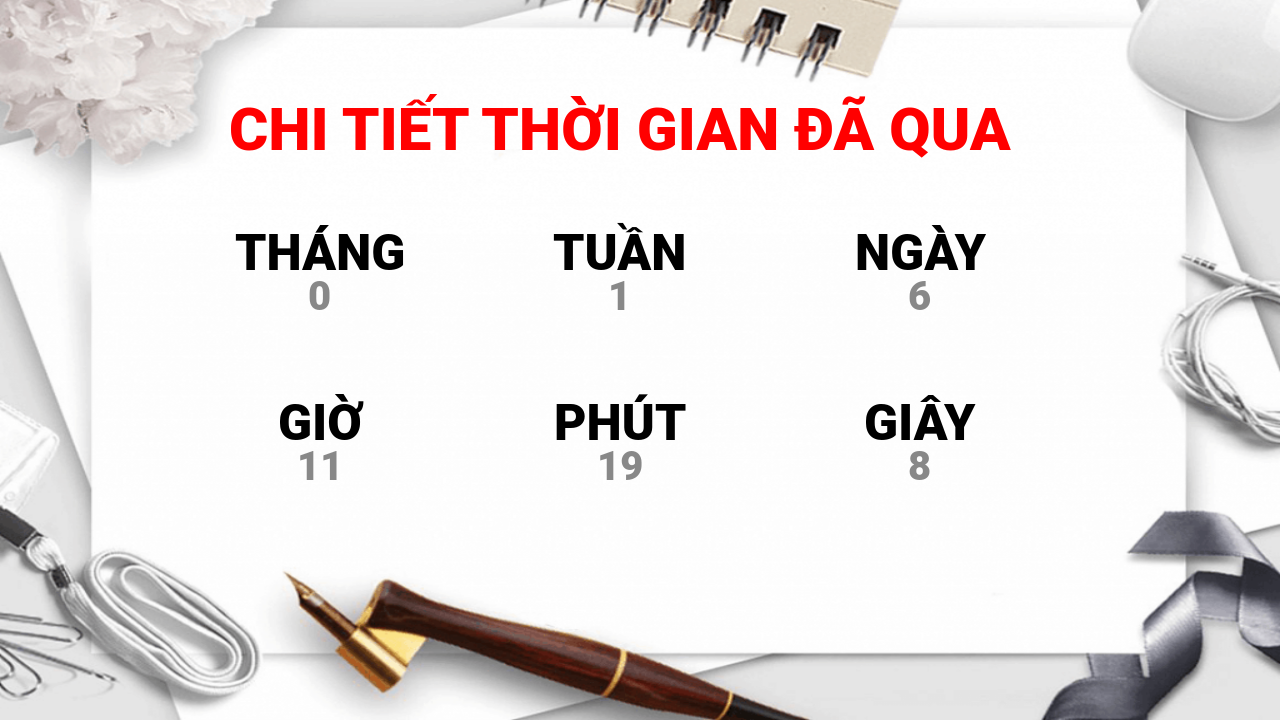 CHI TIẾT THỜI GIAN ĐÃ QUA
THÁNG TUẦN NGÀY
0 1 6
GIỜ PHÚT GIÂY
11 19 8